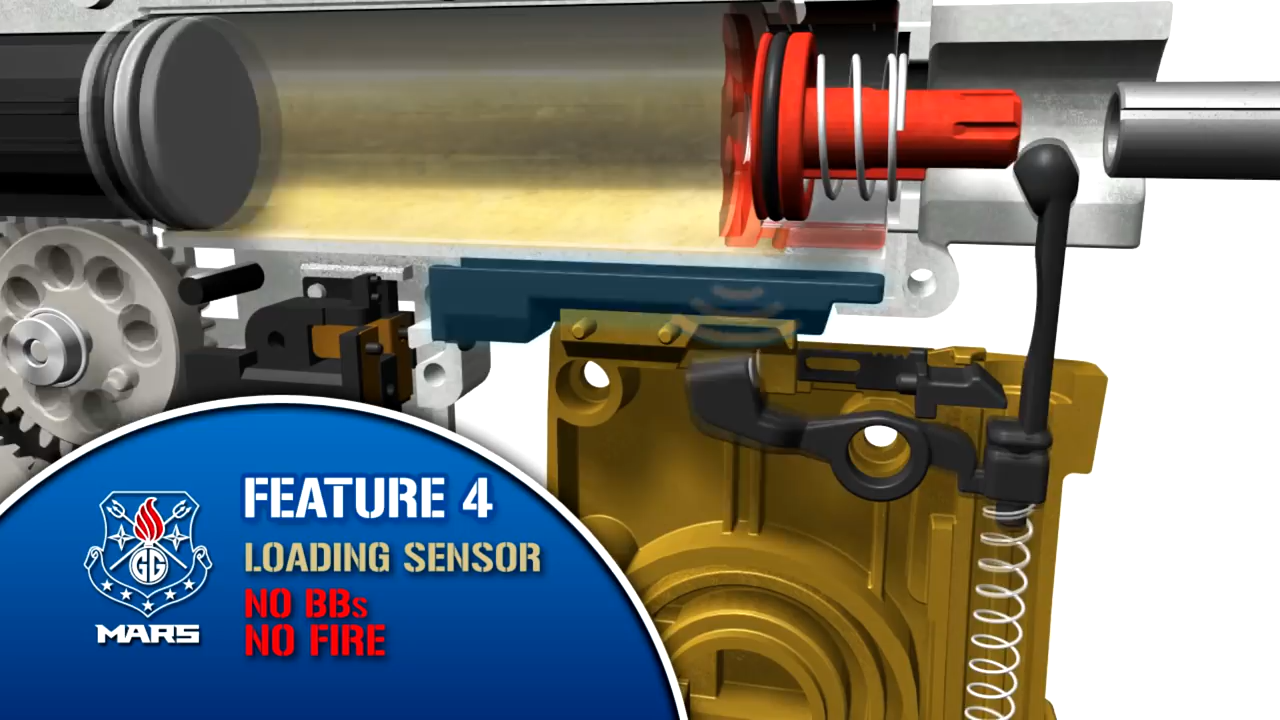 FEATURE 4
LOADING SENSOR
NO BBs
NO FIRE
GG
MARS